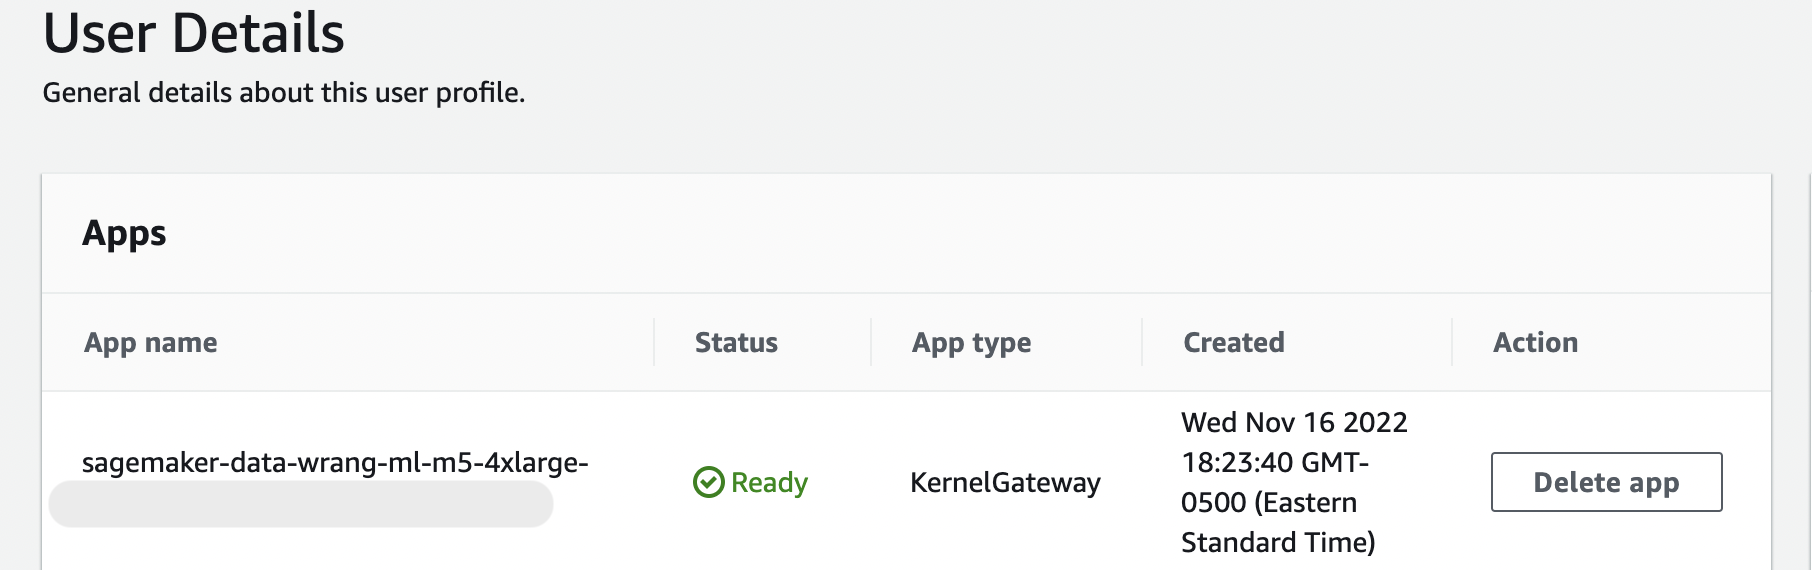 User Details
General details about this user profile.
Apps
App name Status App type Created Action
sagemaker-data-wrang-ml-m5-4xlarge-
Ready
KernelGateway
Wed Nov 16 2022
18:23:40 GMT-
0500 (Eastern
Standard Time)
Delete app